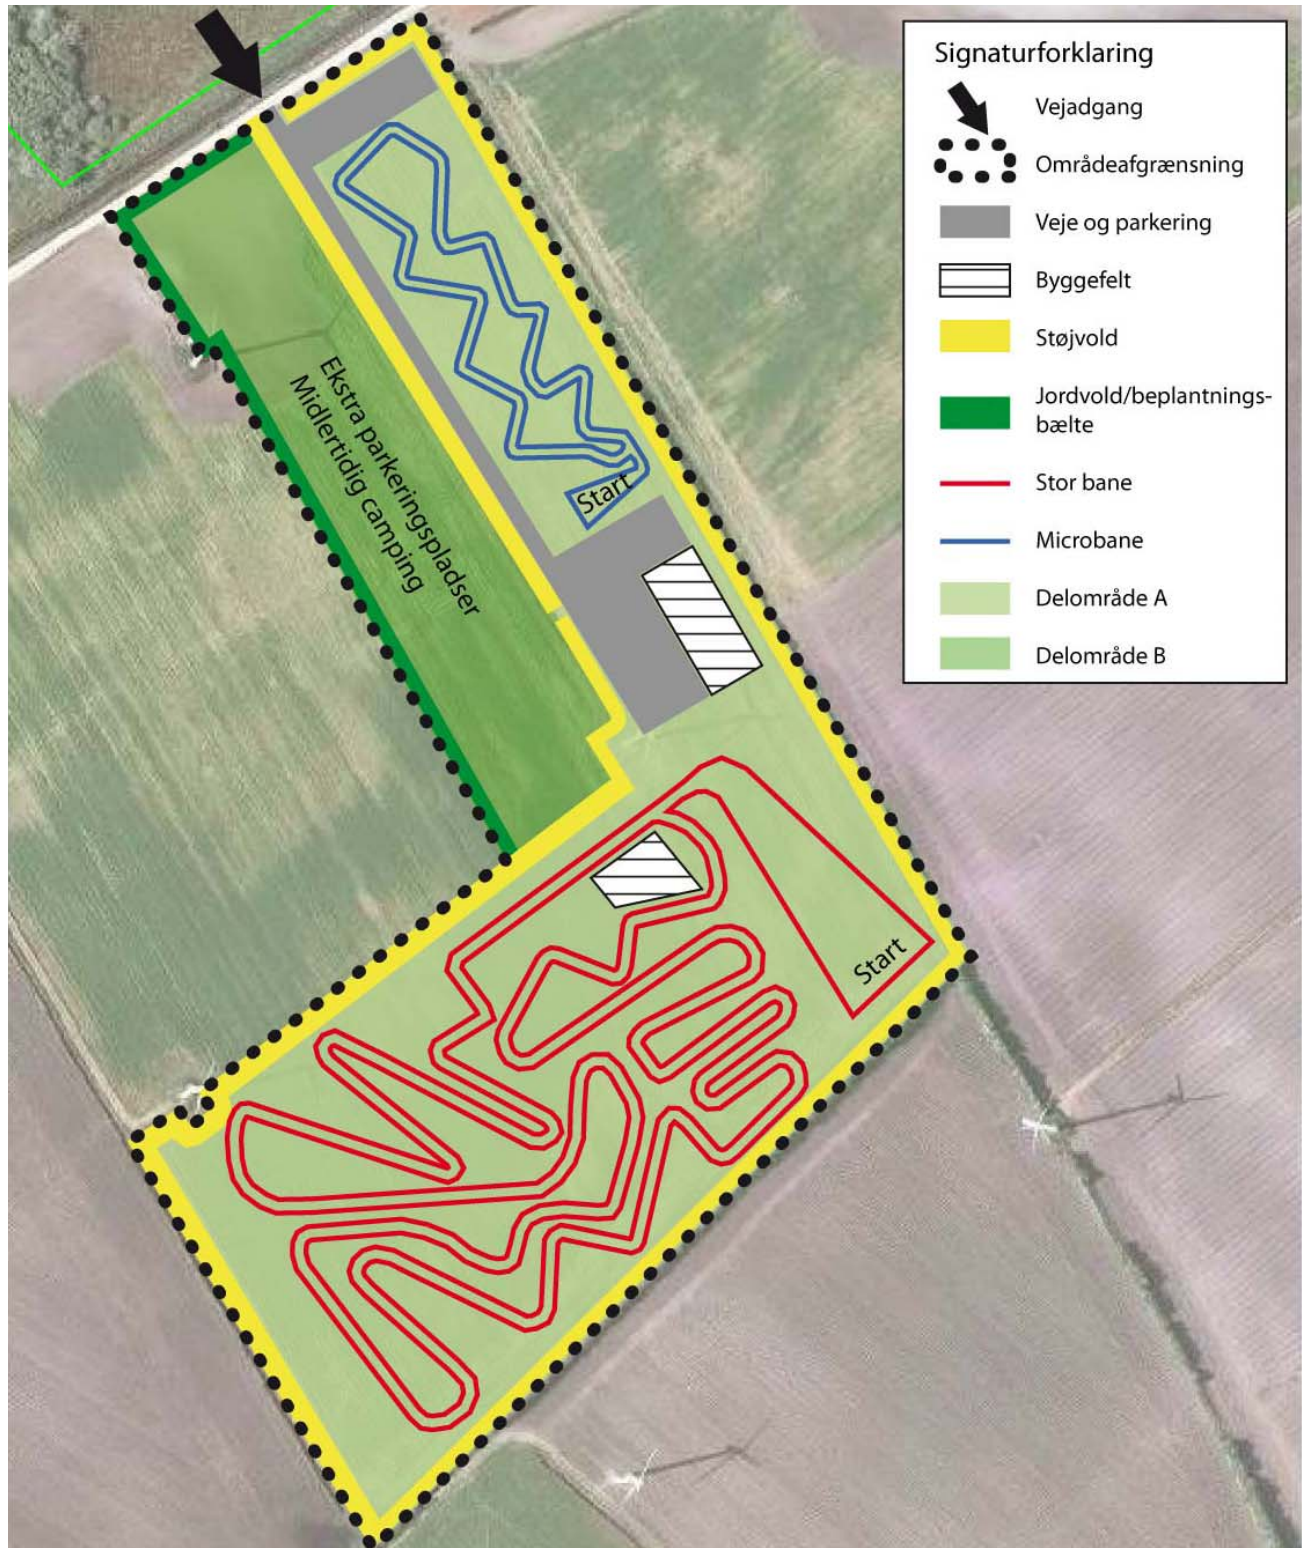 Signaturforklaring
Vejadgang
Områdeafgrænsning
Veje og parkering
Byggefelt
Støjvold
Jordvold/beplantnings-
bælte
Stor bane
Microbane
Delområde A
Delområde B
Ekstra parkeringspladser
Midlertidig camping
Start
Start